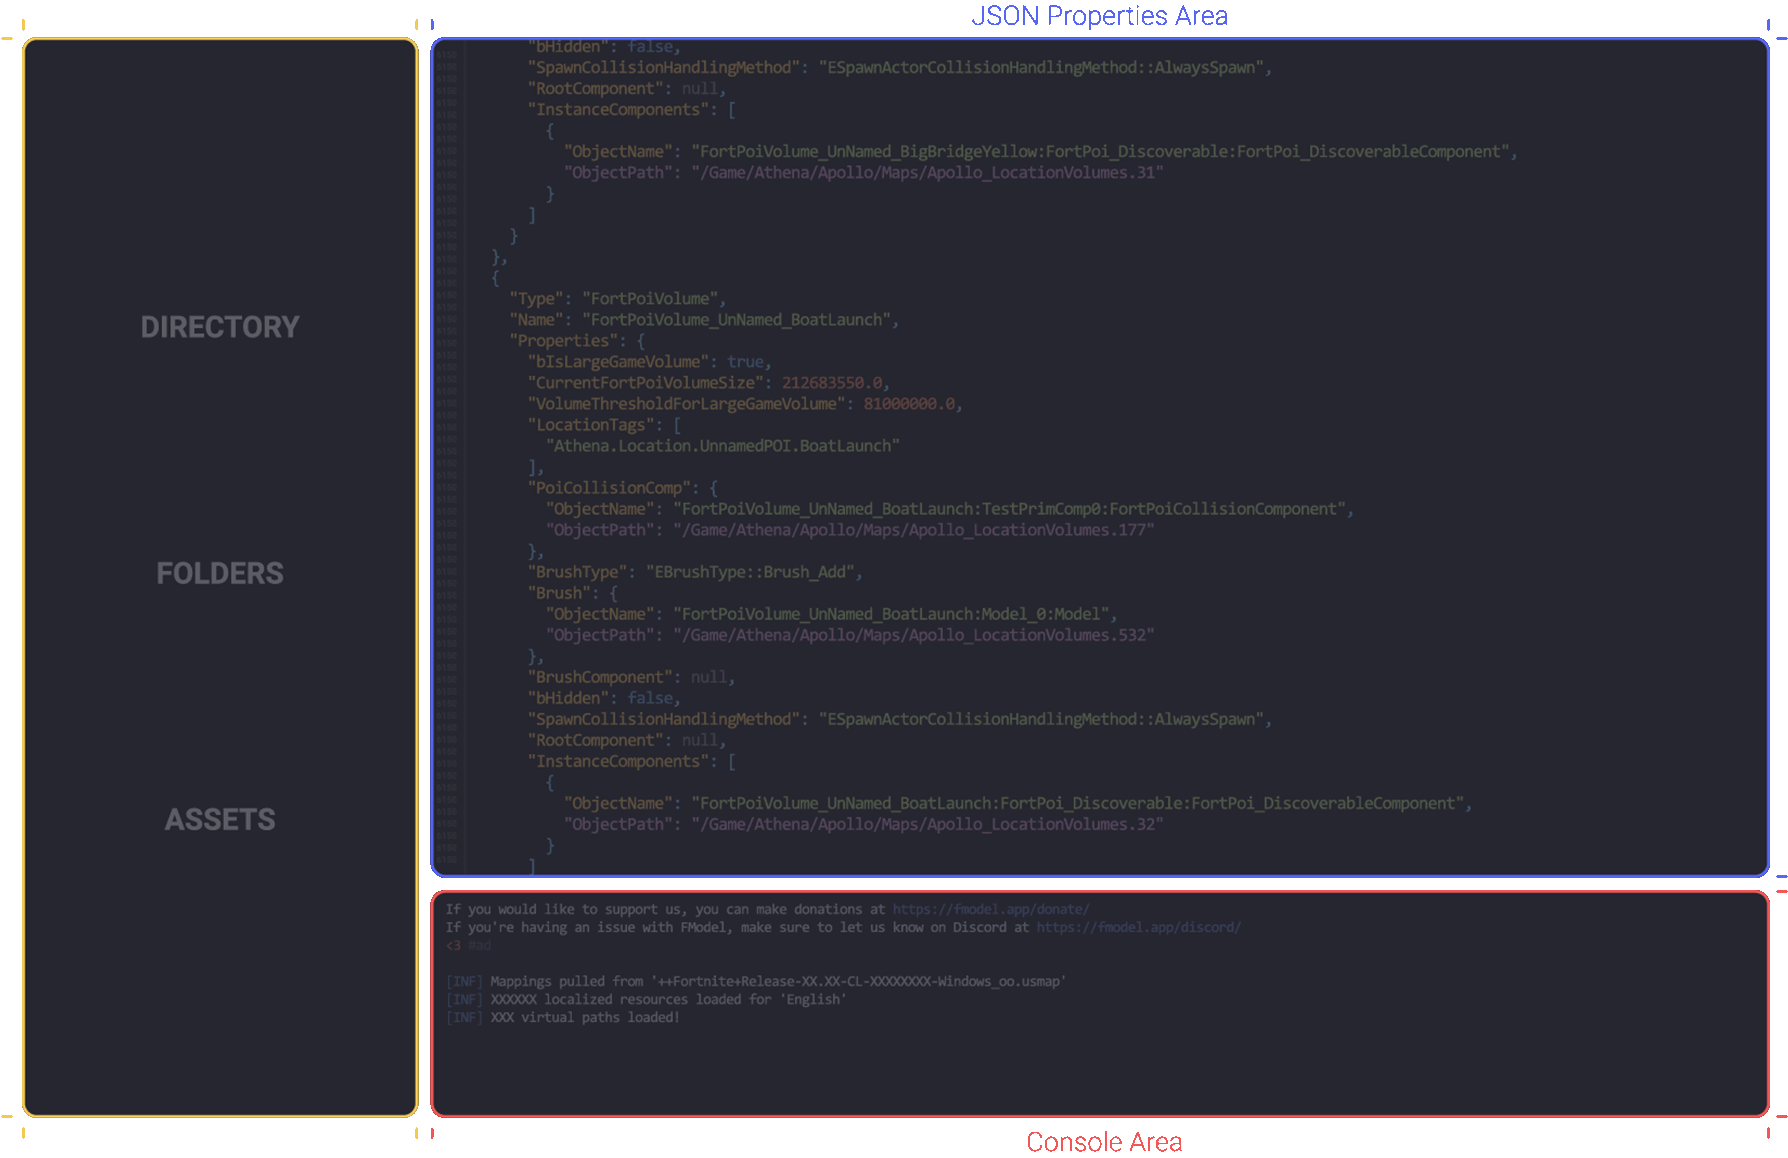 JSON Properties Area
DIRECTORY
FOLDERS
ASSETS
"bHidden": false,
"SpawnCollisionHandlingMethod": "ESpawnActorCollisionHandlingMethod::AlwaysSpawn",
"RootComponent": null,
"InstanceComponents": [
{
"ObjectName": "FortPoiVolume_UnNamed_BigBridgeYellow:FortPoi_Discoverable:FortPoi_DiscoverableComponent",
"ObjectPath": "/Game/Athena/Apollo/Maps/Apollo_LocationVolumes.31"
}
]
}
},
{
"Type": "FortPoiVolume",
"Name": "FortPoiVolume_UnNamed_BoatLaunch",
"Properties": {
"bIsLargeGameVolume": true,
"CurrentFortPoiVolumeSize": 212683550.0,
"VolumeThresholdForLargeGameVolume": 81000000.0,
"LocationTags": [
"Athena.Location.UnnamedPOI.BoatLaunch"
],
"PoiCollisionComp": {
"ObjectName": "FortPoiVolume_UnNamed_BoatLaunch:TestPrimComp0:FortPoiCollisionComponent",
"ObjectPath": "/Game/Athena/Apollo/Maps/Apollo_LocationVolumes.177"
},
"BrushType": "EBrushType::Brush_Add",
"Brush": {
"ObjectName": "FortPoiVolume_UnNamed_BoatLaunch:Model_0:Model",
"ObjectPath": "/Game/Athena/Apollo/Maps/Apollo_LocationVolumes.532"
},
"BrushComponent": null,
"bHidden": false,
"SpawnCollisionHandlingMethod": "ESpawnActorCollisionHandlingMethod::AlwaysSpawn",
"RootComponent": null,
"InstanceComponents": [
{
"ObjectName": "FortPoiVolume_UnNamed_BoatLaunch:FortPoi_Discoverable:FortPoi_DiscoverableComponent",
"ObjectPath": "/Game/Athena/Apollo/Maps/Apollo_LocationVolumes.32"
}
]
If you would like to support us, you can make donations at https://fmodel.app/donate/
If you're having an issue with FModel, make sure to let us know on Discord at https://fmodel.app/discord/
<3 #ad
[INF] Mappings pulled from '++Fortnite+Release-XX.XX-CL-XXXXXXXX-Windows_oo.usmap'
[INF] XXXXXX localized resources loaded for 'English'
[INF] XXX virtual paths loaded!
Console Area